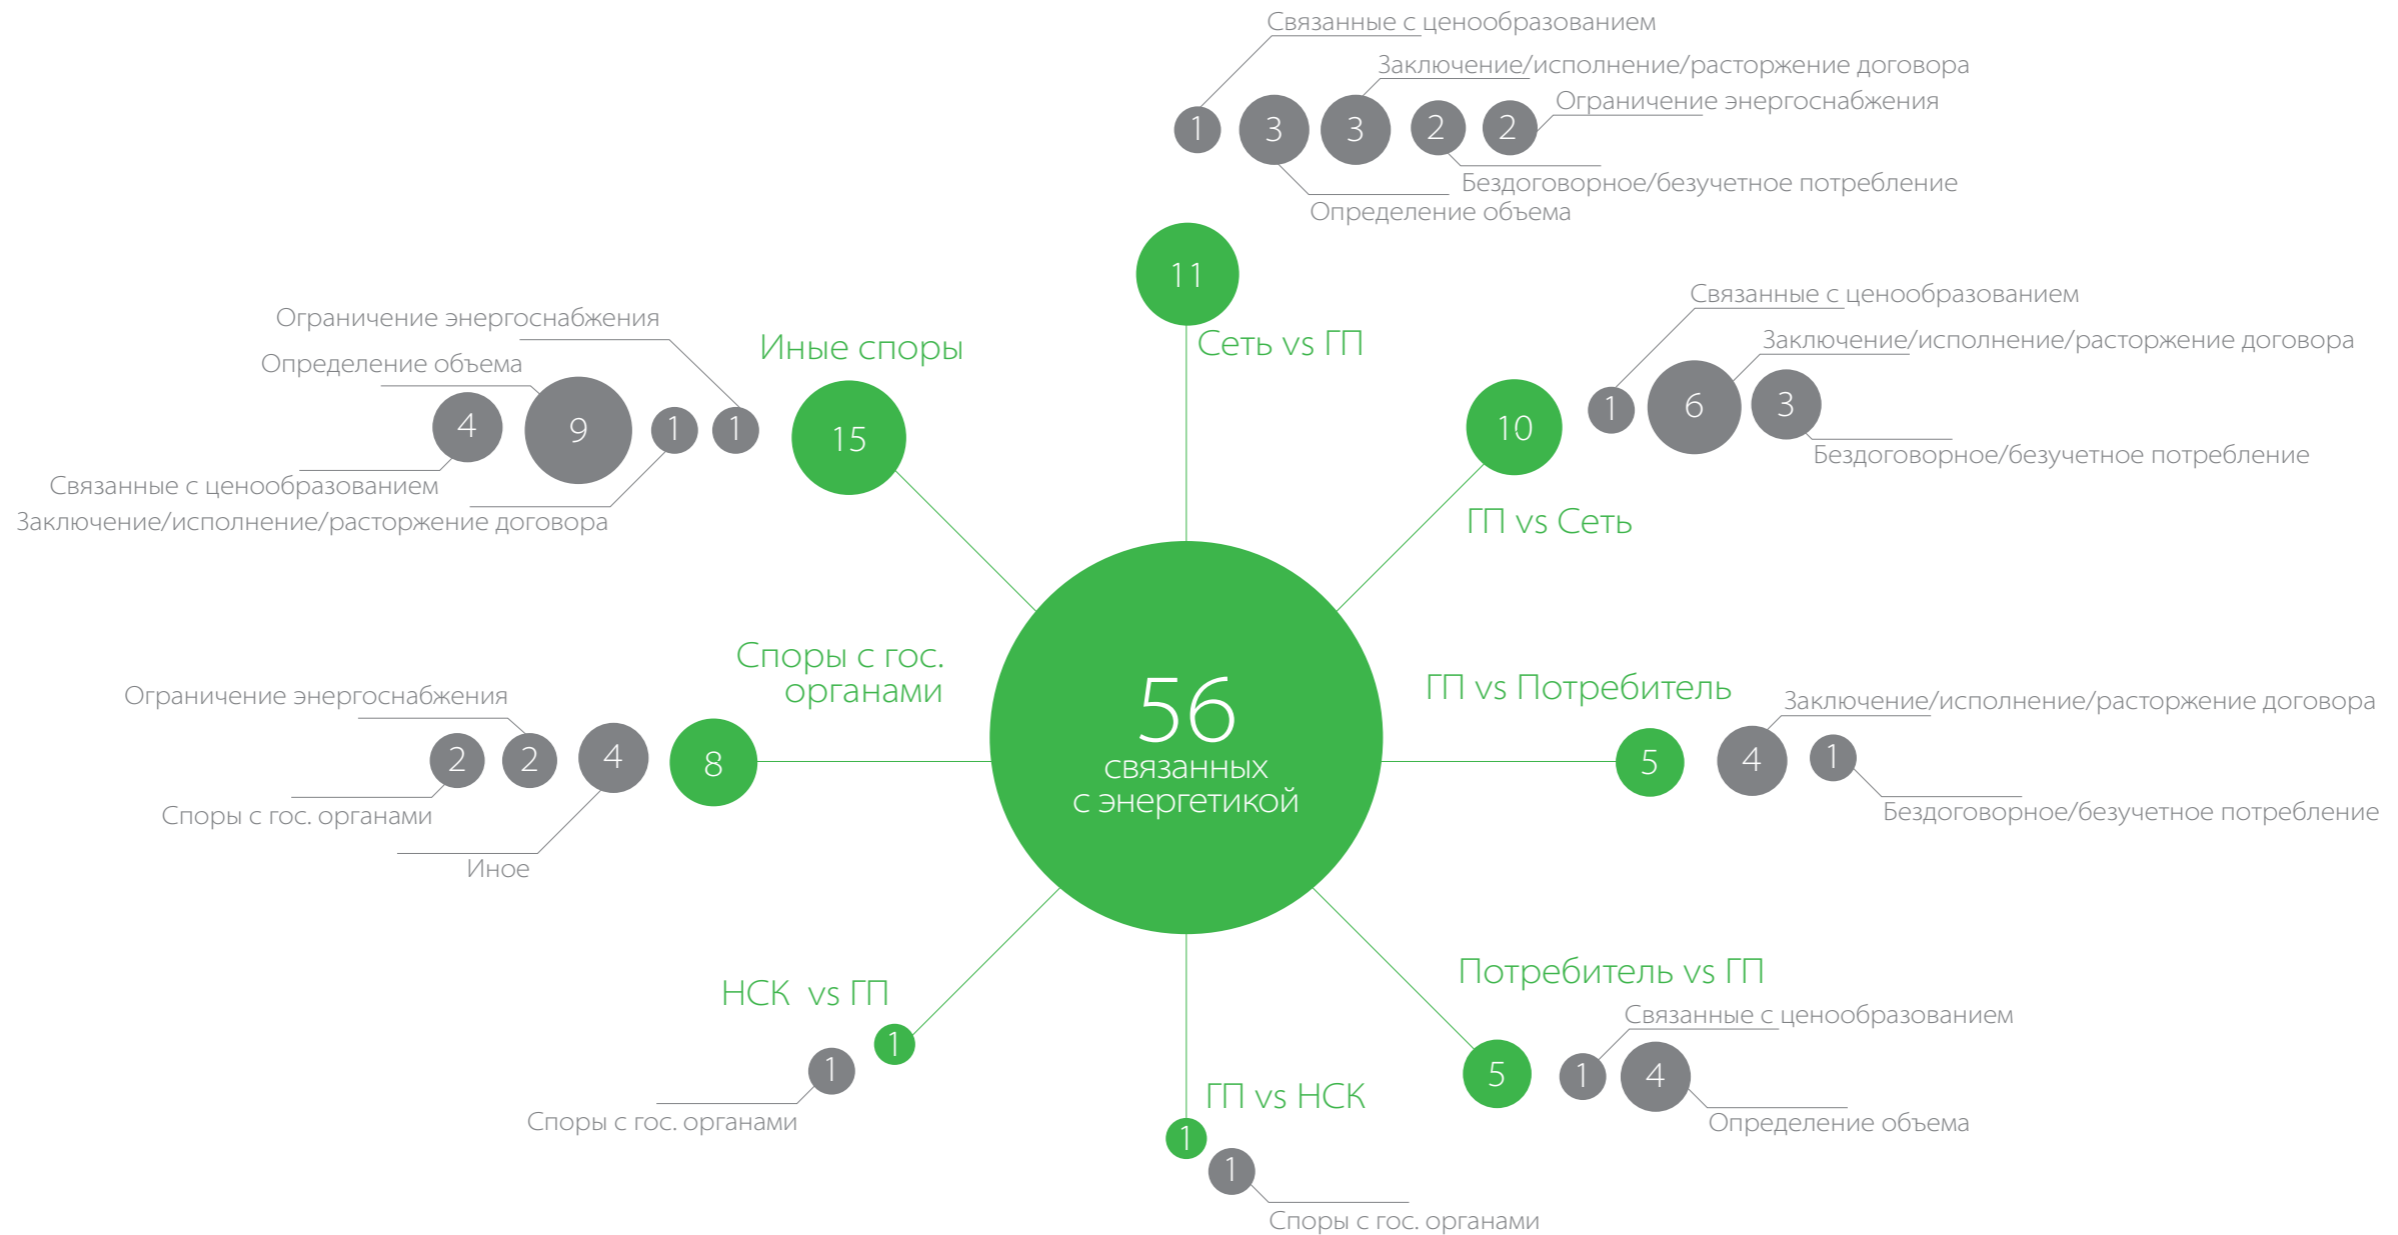 Связанные с ценообразованием
Заключение/исполнение/расторжение договора
Ограничение энергоснабжения
1 3 3 2 2
Бездоговорное/безучетное потребление
Определение объема
11
Сеть vs ГП
Связанные с ценообразованием
Заключение/исполнение/расторжение договора
10 1 6 3
Бездоговорное/безучетное потребление
ГП vs Сеть
Ограничение энергоснабжения
Иные споры
Определение объема
4 9 1 1 15
Связанные с ценообразованием
Заключение/исполнение/расторжение договора
56
связанных
с энергетикой
Споры с гос.
органами
Ограничение энергоснабжения
2 2 4 8
Споры с гос. органами
Иное
ГП vs Потребитель
Заключение/исполнение/расторжение договора
5 4 1
Бездоговорное/безучетное потребление
Потребитель vs ГП
Связанные с ценообразованием
5 1 4
Определение объема
НСК vs ГП
1
1
Споры с гос. органами
ГП vs НСК
1
1
Споры с гос. органами